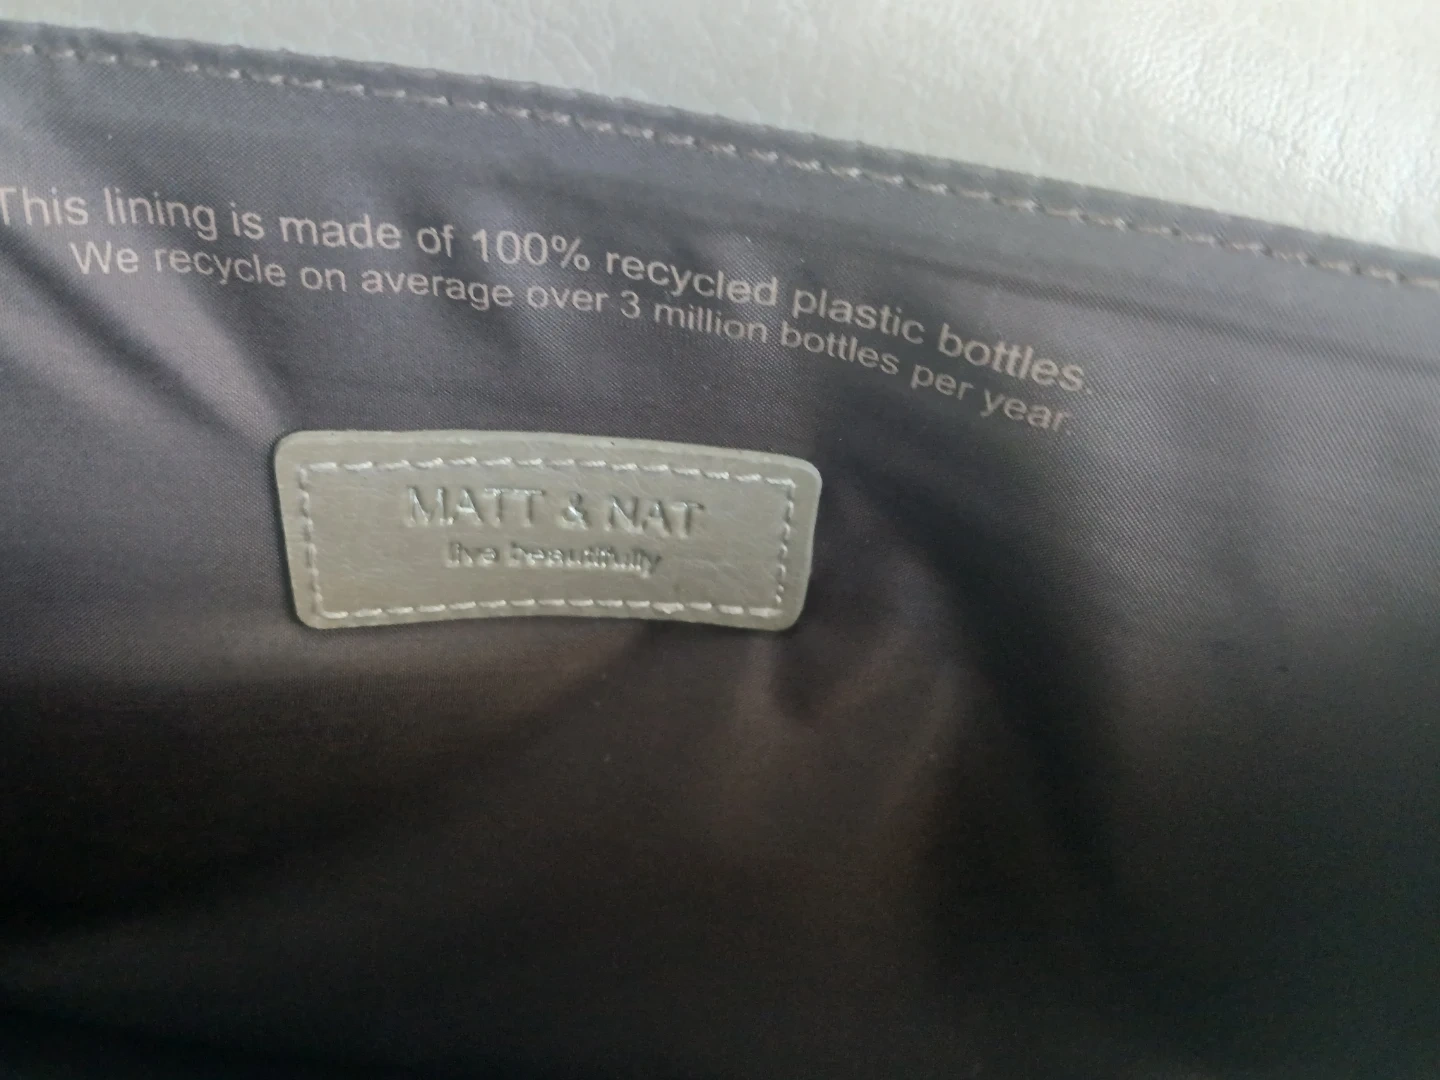 This lining is made of 100% recycled plastic bottles.
We recycle on average over 3 million bottles per year.
MATT & NAT
live beautifully